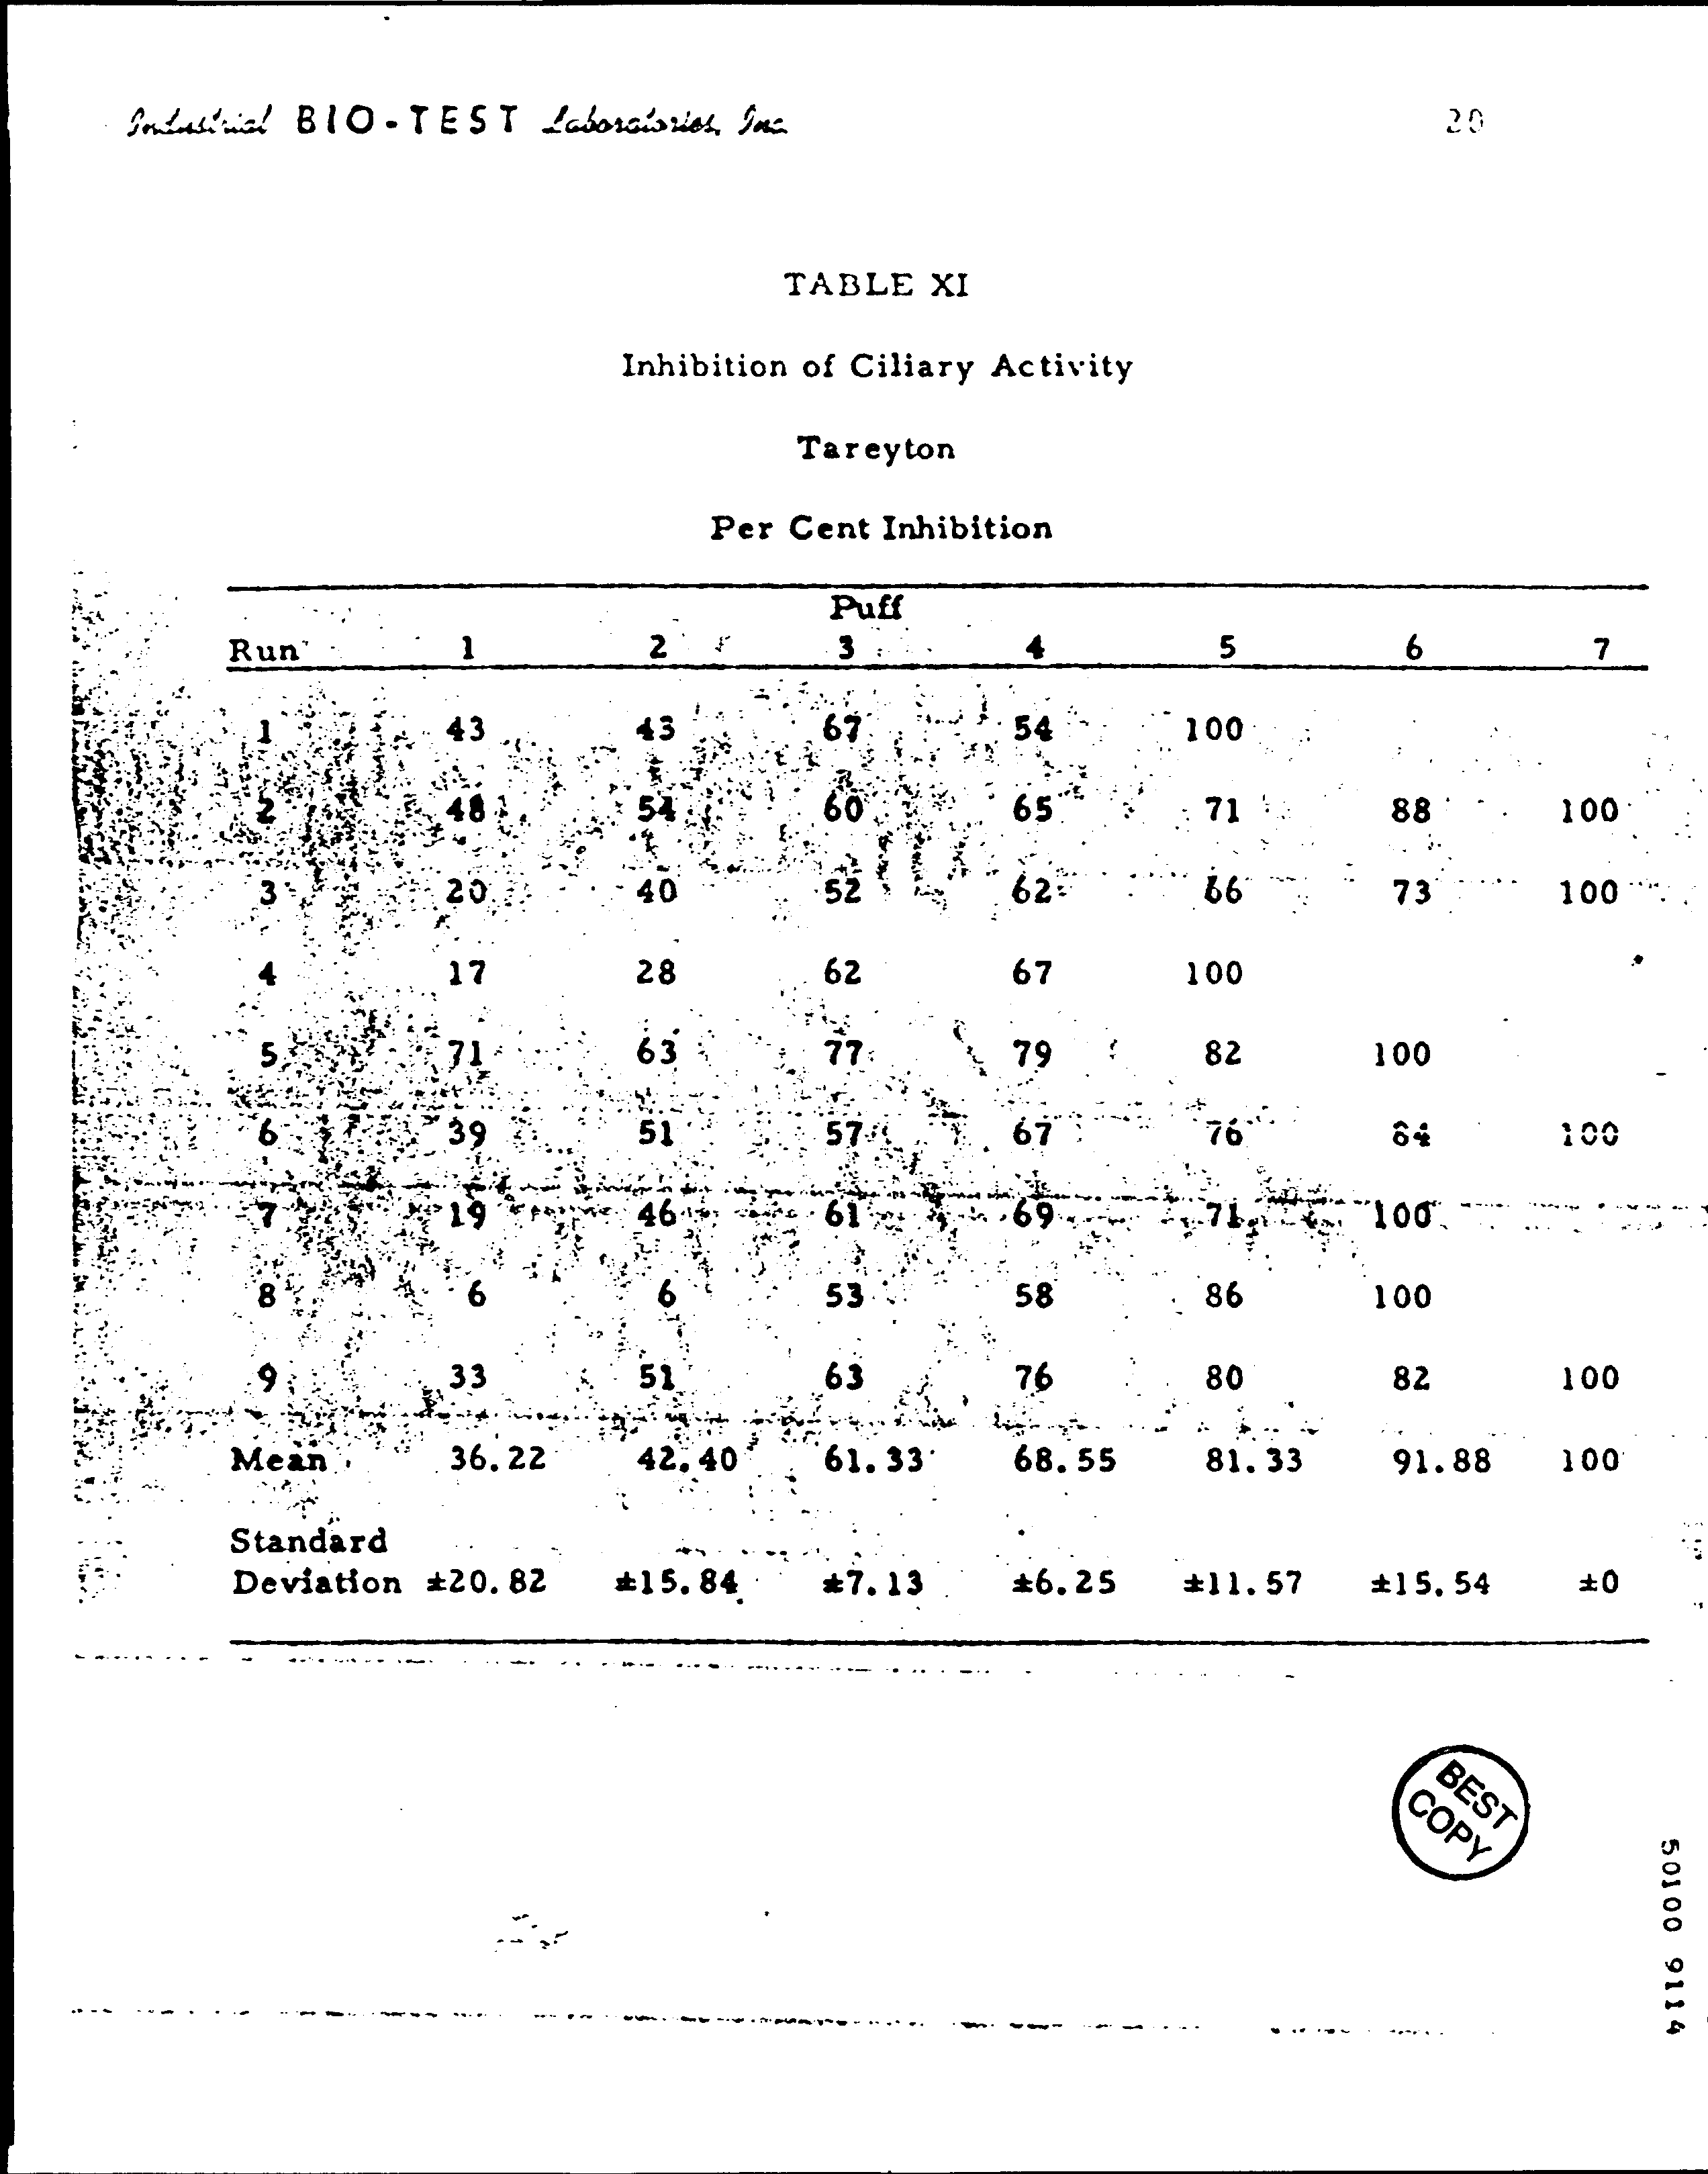 Industrial BIO-TEST Laboratories, Inc.
20
TABLE XI
Inhibition of Ciliary Activity
Tareyton
Per Cent Inhibition
Puff
Run 1 2 3 4 5 6 7
1 43 43 67 54 100
2 48 54 60 65 71 88 100
3 20 40 52 62 66 73 100
4 17 28 62 67 100
5 71 63 77 79 82 100
6 39 51 57 67 76 84 100
7 19 46 61 69 71 100
8 6 6 53 58 86 100
9 33 51 63 76 80 82 100
Mean 36.22 42.40 61.33 68.55 81.33 91.88 100
Standard
Deviation ±20.82 ±15.84 ±7.13 ±6.25 ±11.57 ±15.54 ±0
BEST
COPY
50100 9114